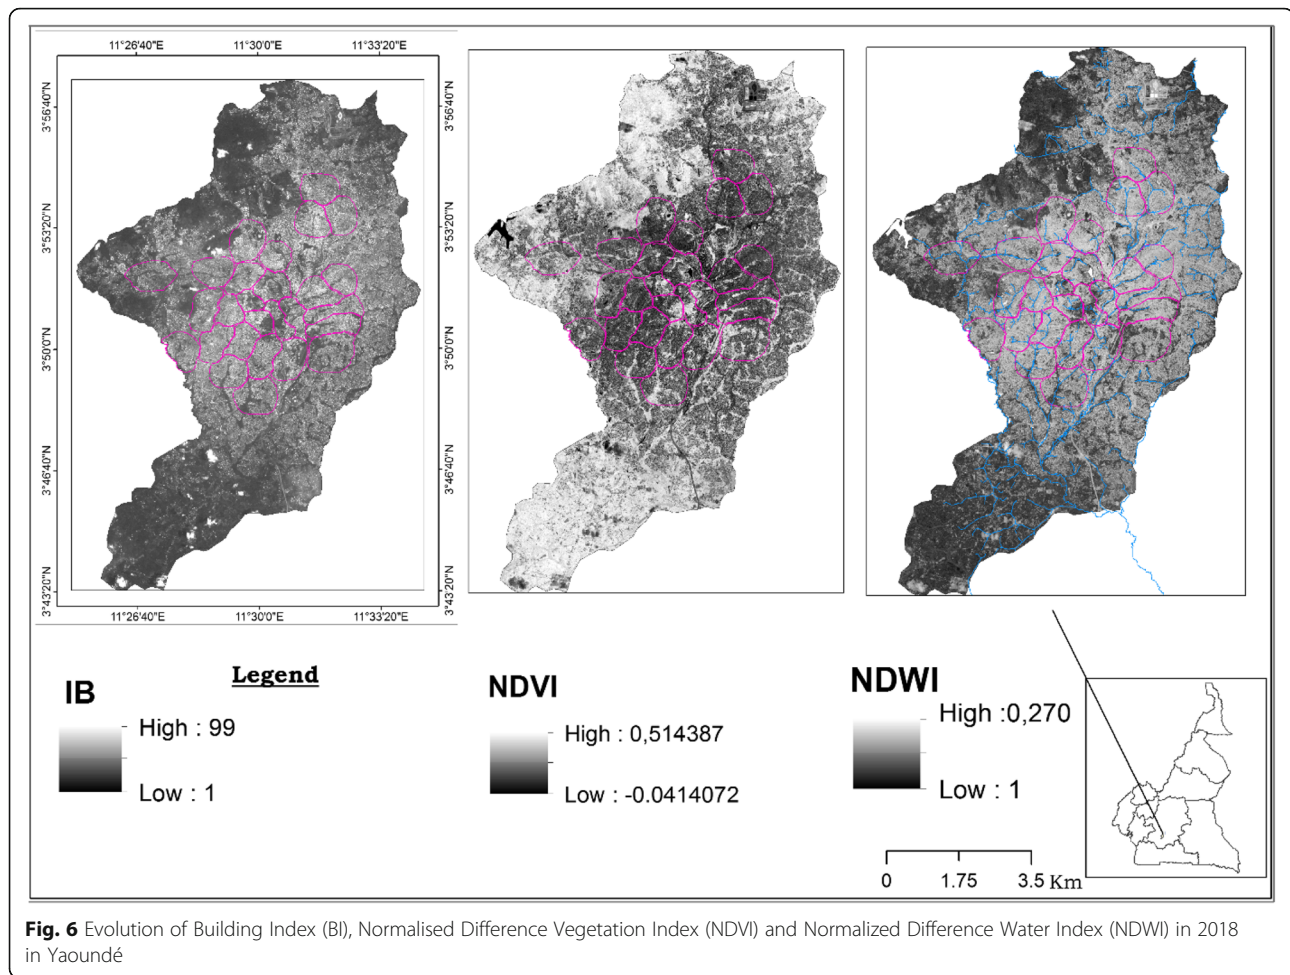 11°26'40"E 11°30'0"E 11°33'20"E
3°56'40"N 3°56'40"N
3°53'20"N 3°53'20"N
3°50'0"N 3°50'0"N
3°46'40"N 3°46'40"N
3°43'20"N 3°43'20"N
11°26'40"E 11°30'0"E 11°33'20"E
Legend
IB
High : 99
Low : 1
NDVI
High : 0,514387
Low : -0.0414072
NDWI
High :0,270
Low : 1
0 1.75 3.5 Km
Fig. 6 Evolution of Building Index (BI), Normalised Difference Vegetation Index (NDVI) and Normalized Difference Water Index (NDWI) in 2018
in Yaoundé